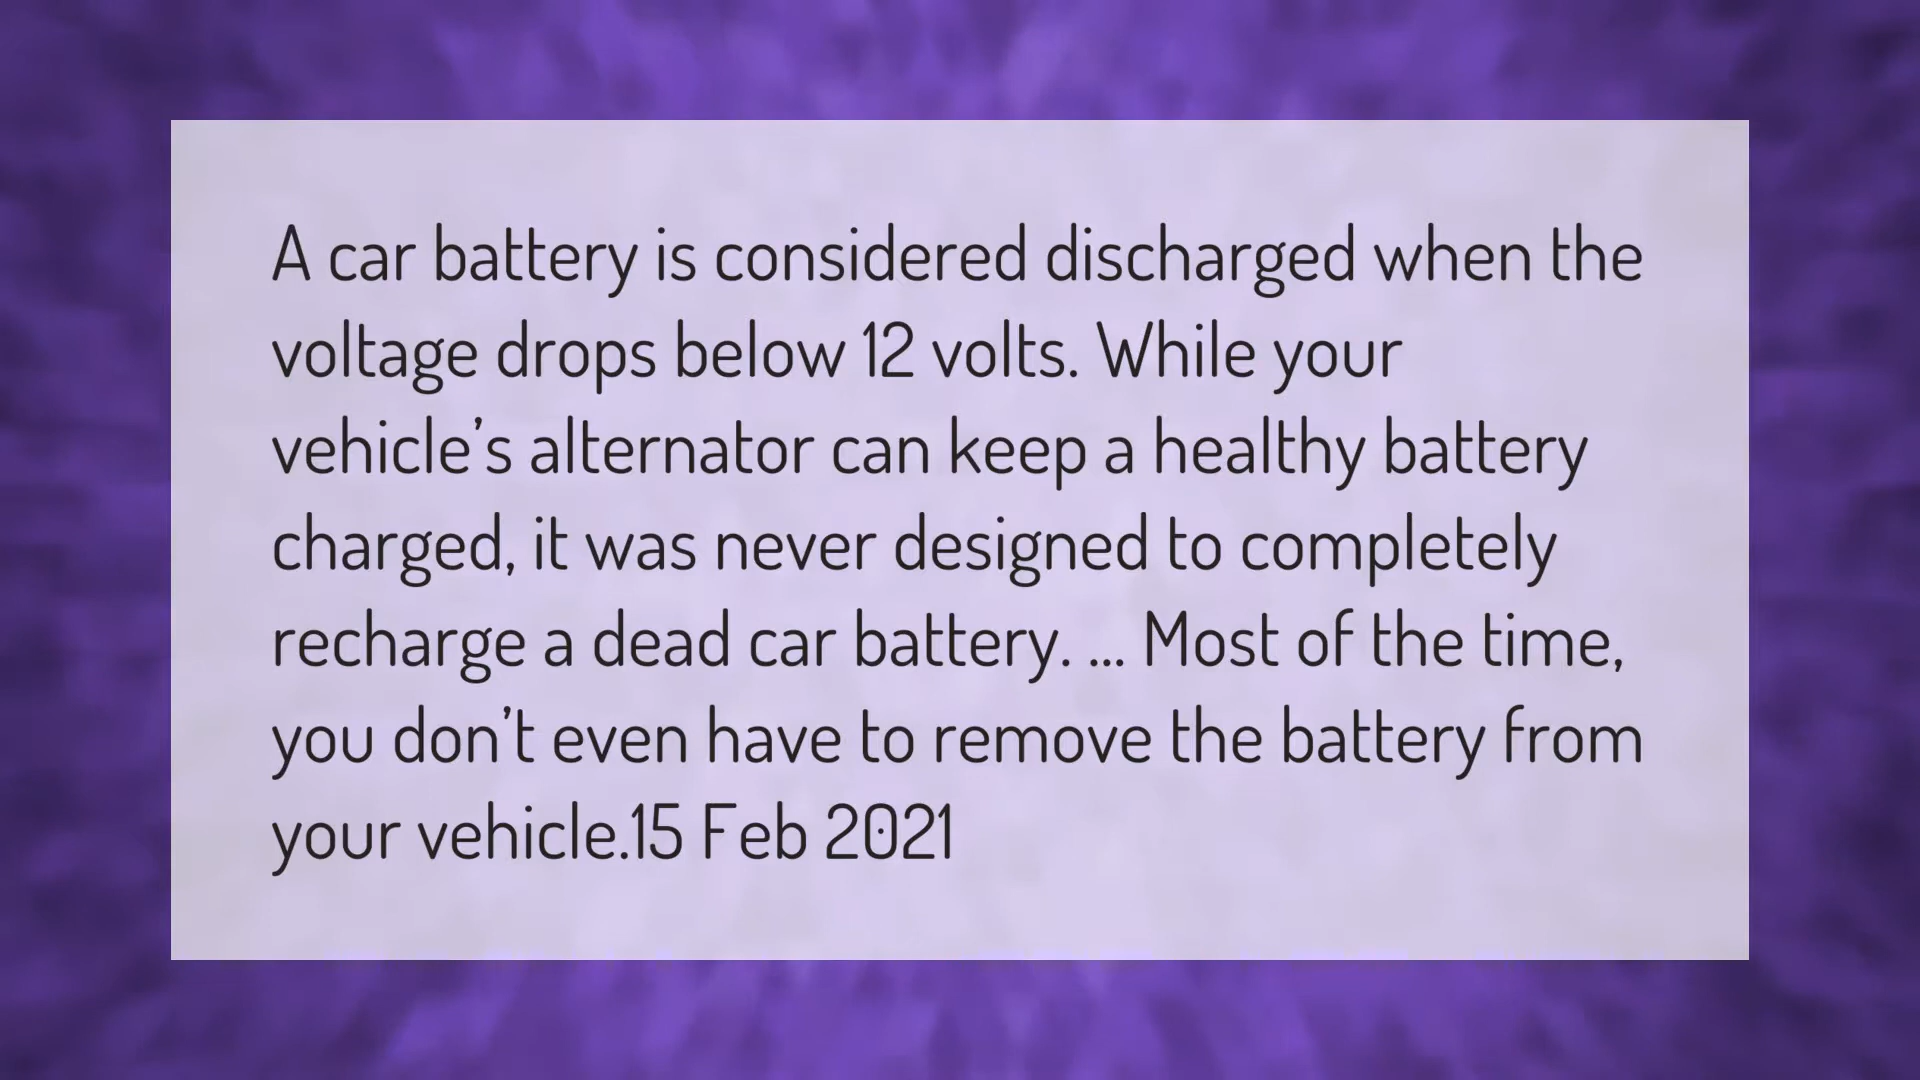 A car battery is considered discharged when the
voltage drops below 12 volts. While your
vehicle's alternator can keep a healthy battery
charged, it was never designed to completely
recharge a dead car battery. ... Most of the time,
you don't even have to remove the battery from
your vehicle.15 Feb 2021